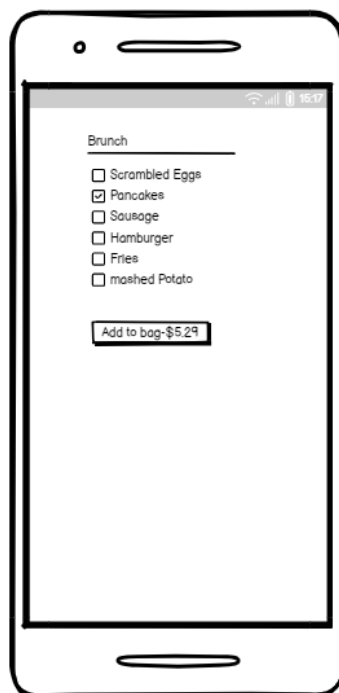 15:17
Brunch
Scrambled Eggs
Pancakes
Sausage
Hamburger
Fries
mashed Potato
Add to bag-$5.29